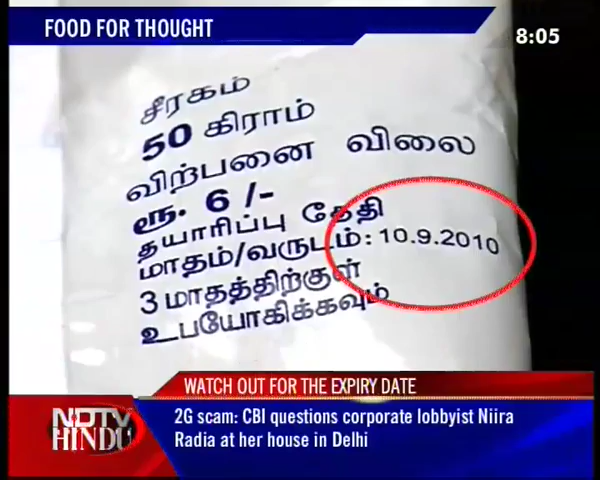 FOOD FOR THOUGHT
8:05
சீரகம்
50 கிராம்
விற்பனை விலை
ரூ. 6 /-
தயாரிப்பு தேதி
மாதம்/வருடம்: 10.9.2010
3 மாதத்திற்குள்
உபயோகிக்கவும்
WATCH OUT FOR THE EXPIRY DATE
NDTV
HINDU
2G scam: CBI questions corporate lobbyist Niira
Radia at her house in Delhi